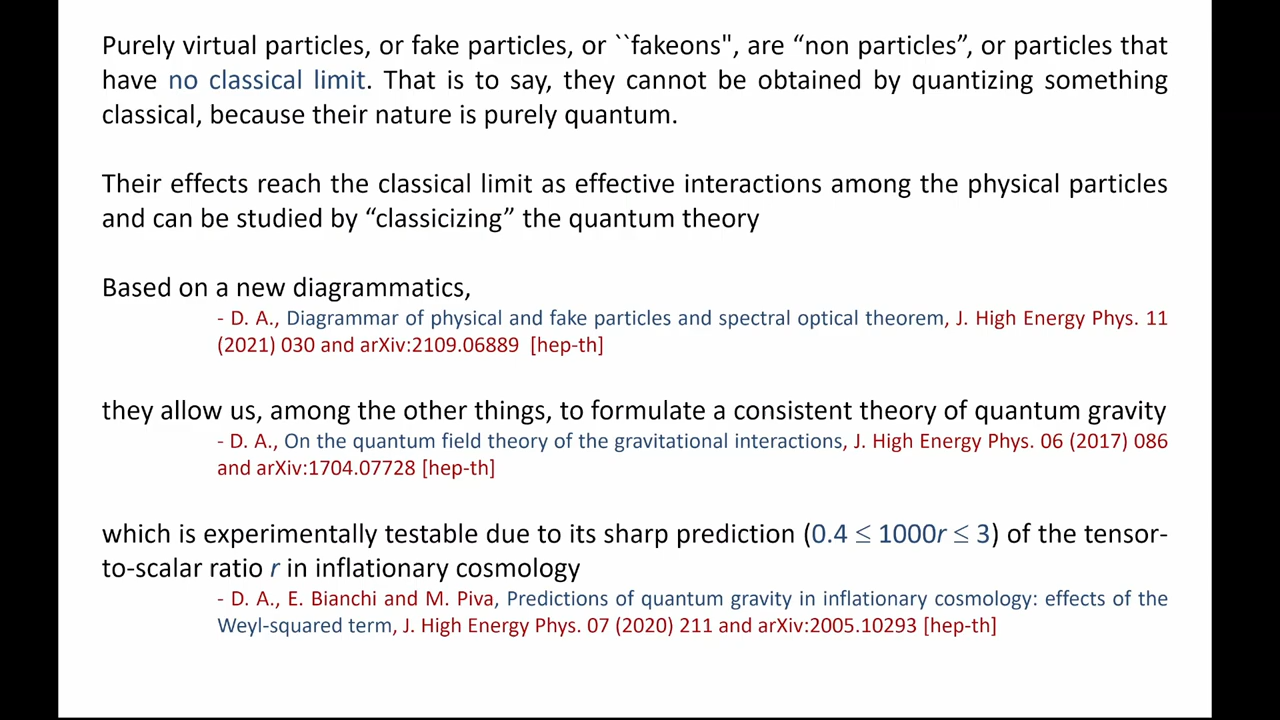 Purely virtual particles, or fake particles, or ``fakeons", are “non particles”, or particles that
have no classical limit. That is to say, they cannot be obtained by quantizing something
classical, because their nature is purely quantum.
Their effects reach the classical limit as effective interactions among the physical particles
and can be studied by “classicizing” the quantum theory
Based on a new diagrammatics,
- D. A., Diagrammar of physical and fake particles and spectral optical theorem, J. High Energy Phys. 11
(2021) 030 and arXiv:2109.06889 [hep-th]
they allow us, among the other things, to formulate a consistent theory of quantum gravity
- D. A., On the quantum field theory of the gravitational interactions, J. High Energy Phys. 06 (2017) 086
and arXiv:1704.07728 [hep-th]
which is experimentally testable due to its sharp prediction (0.4 ≤ 1000r ≤ 3) of the tensor-
to-scalar ratio r in inflationary cosmology
- D. A., E. Bianchi and M. Piva, Predictions of quantum gravity in inflationary cosmology: effects of the
Weyl-squared term, J. High Energy Phys. 07 (2020) 211 and arXiv:2005.10293 [hep-th]